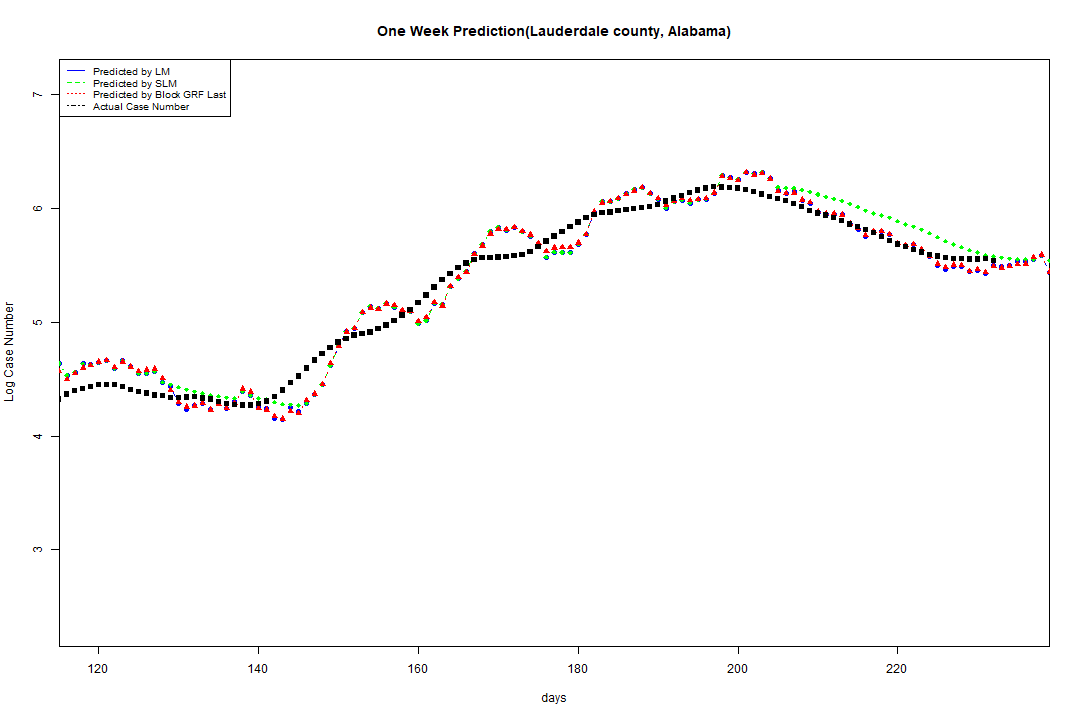 One Week Prediction(Lauderdale county, Alabama)
Predicted by LM
Predicted by SLM
Predicted by Block GRF Last
Actual Case Number
7
6
5
4
3
Log Case Number
120 140 160 180 200 220
days